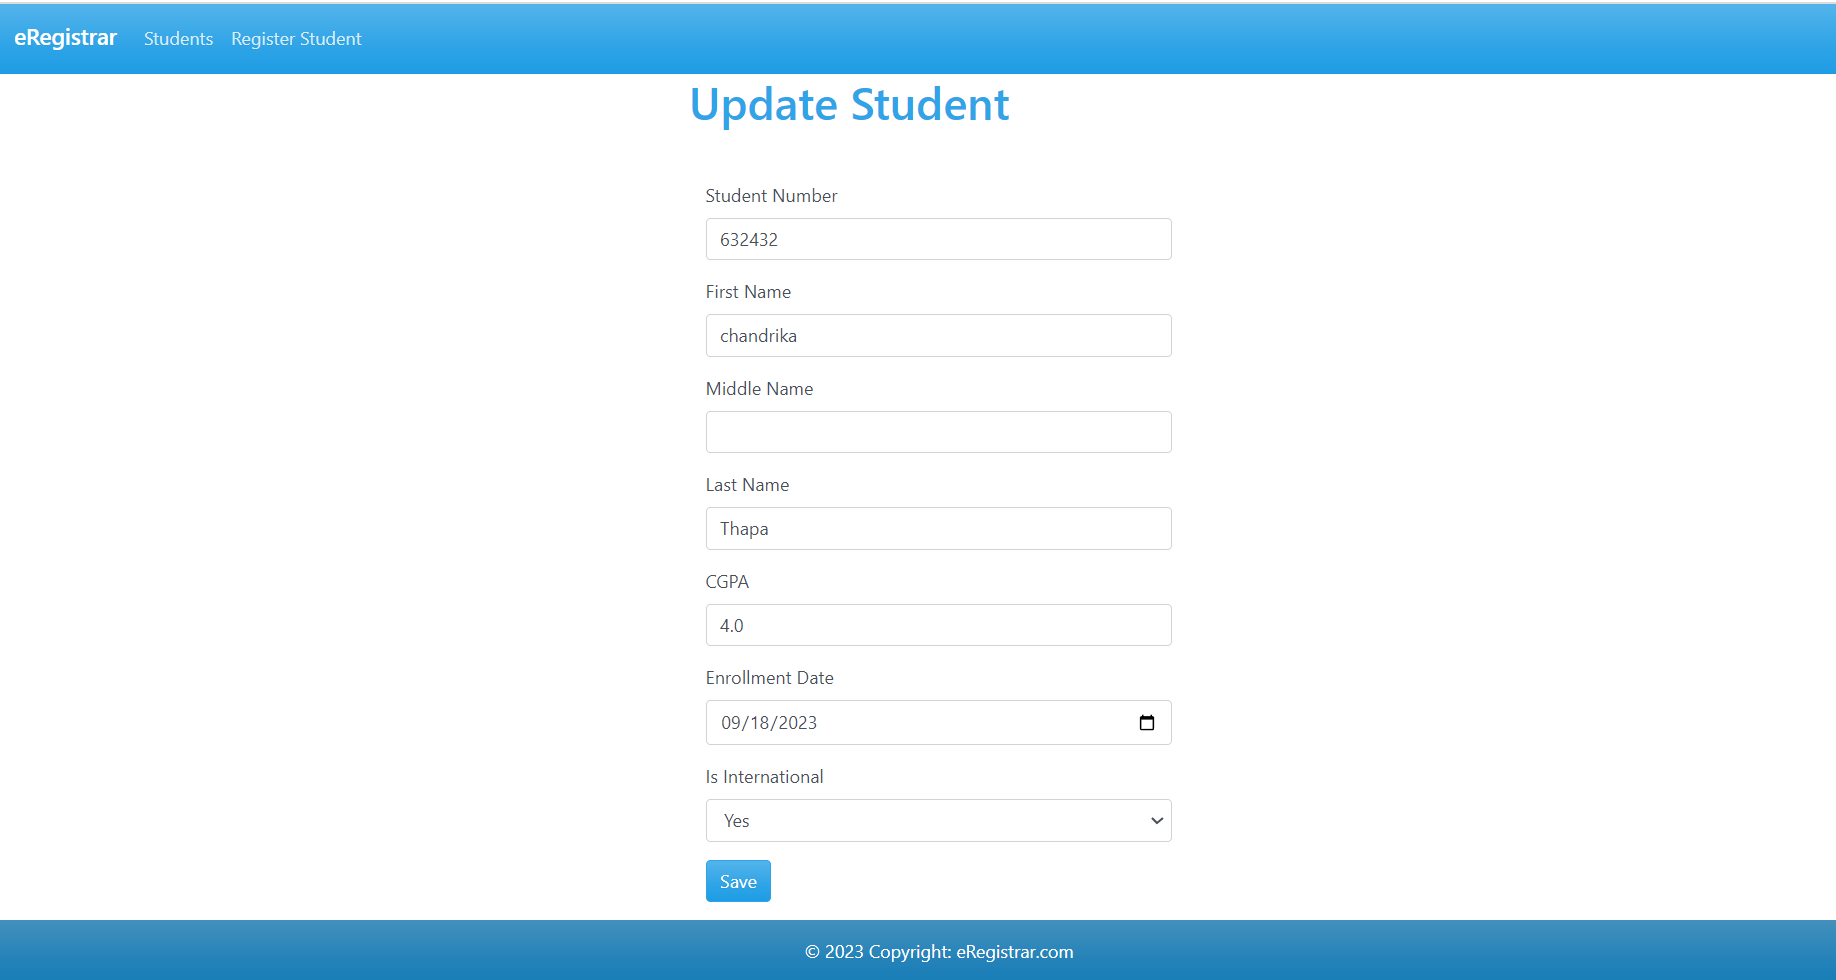 eRegistrar Students Register Student
Update Student
Student Number
632432
First Name
chandrika
Middle Name
Last Name
Thapa
CGPA
4.0
Enrollment Date
09/18/2023
Is International
Yes
Save
© 2023 Copyright: eRegistrar.com